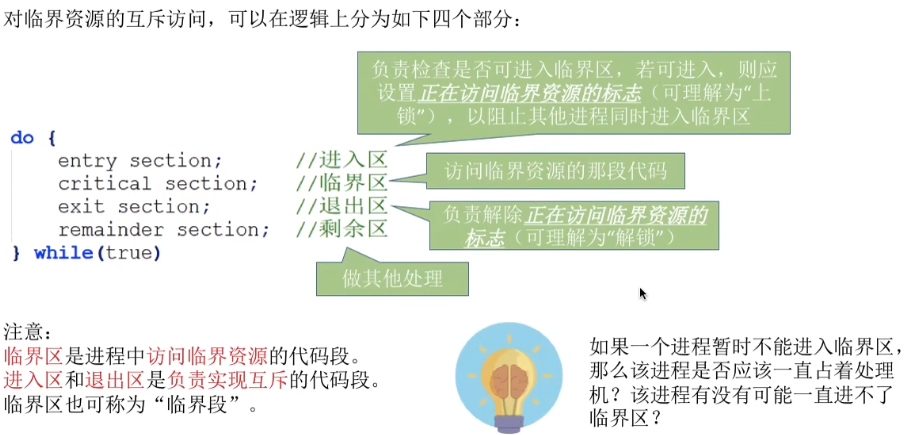 对临界资源的互斥访问，可以在逻辑上分为如下四个部分：
负责检查是否可进入临界区，若可进入，则应
设置正在访问临界资源的标志（可理解为“上
锁”），以阻止其他进程同时进入临界区
do {
entry section; //进入区
critical section; //临界区
exit section; //退出区
remainder section; //剩余区
} while(true)
访问临界资源的那段代码
负责解除正在访问临界资源的
标志（可理解为“解锁”）
做其他处理
注意：
临界区是进程中访问临界资源的代码段。
进入区和退出区是负责实现互斥的代码段。
临界区也可称为“临界段”。
如果一个进程暂时不能进入临界区，
那么该进程是否应该一直占着处理
机？该进程有没有可能一直进不了
临界区？